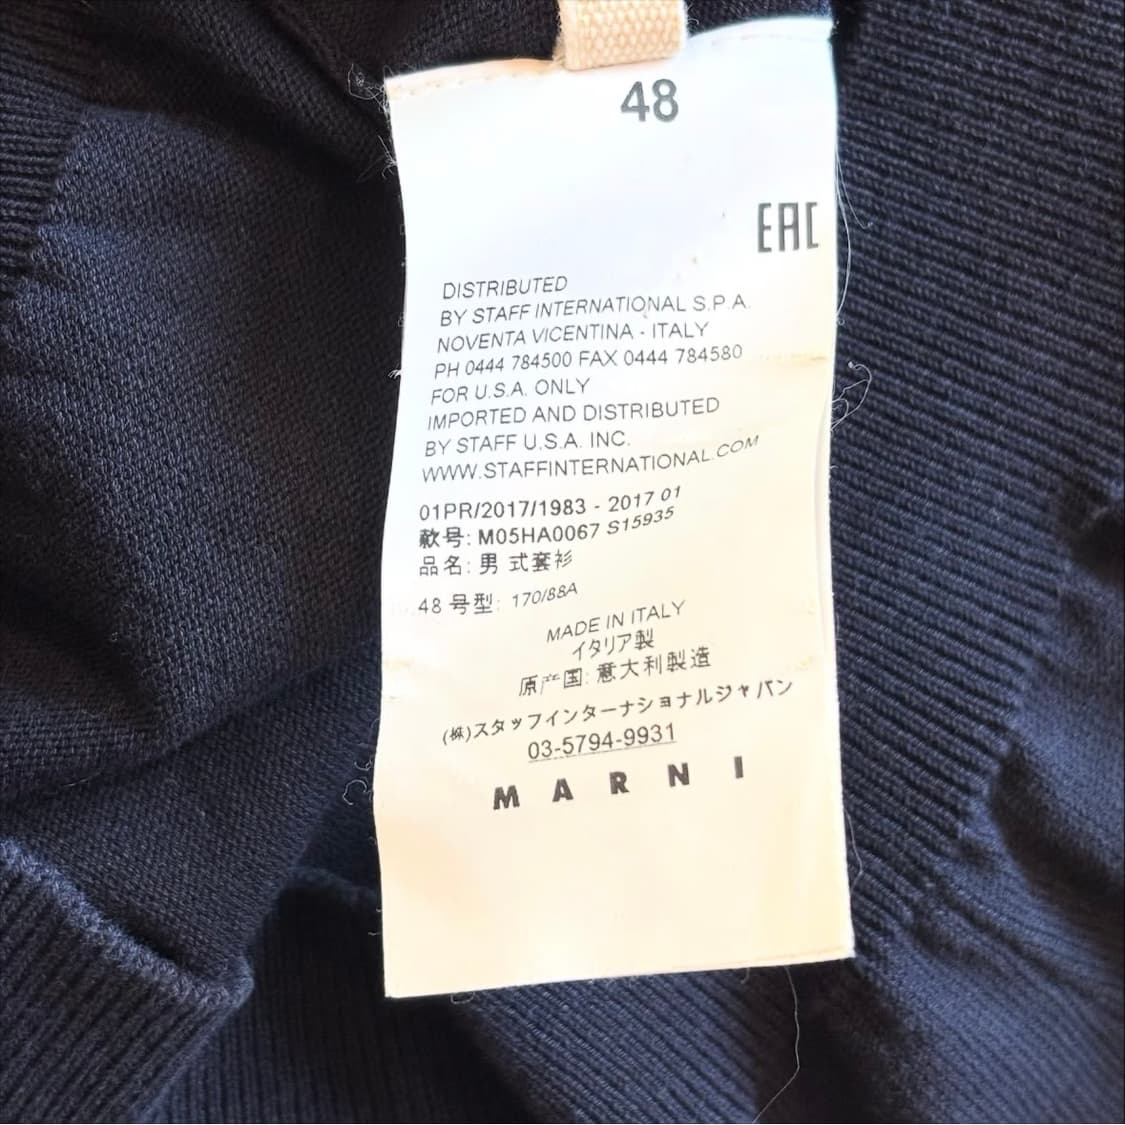 48
EAC
DISTRIBUTED
BY STAFF INTERNATIONAL S.P.A.
NOVENTA VICENTINA - ITALY
PH 0444 784500 FAX 0444 784580
FOR U.S.A. ONLY
IMPORTED AND DISTRIBUTED
BY STAFF U.S.A. INC.
WWW.STAFFINTERNATIONAL.COM
01PR/2017/1983 - 2017 01
款号: M05HA0067 S15935
品名: 男 式套衫
48 号型: 170/88A
MADE IN ITALY
イタリア製
原产国: 意大利製造
(株)スタッフインターナショナルジャパン
03-5794-9931
MARNI